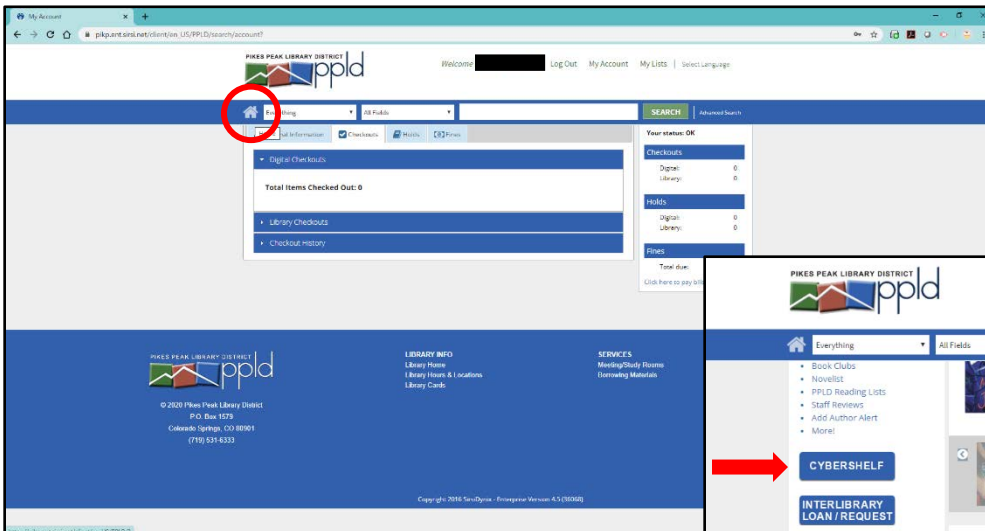 My Account
pikp.ent.sirsi.net/client/en_US/PPLD/search/account?
PIKES PEAK LIBRARY DISTRICT
ppld
Welcome
Log Out My Account My Lists | Select Language
Everything All Fields SEARCH Advanced Search
Information Checkouts Holds Fines
Digital Checkouts
Total Items Checked Out: 0
Library Checkouts
Checkout History
Your status: OK
Checkouts
Digital: 0
Library: 0
Holds
Digital: 0
Library: 0
Fines
Total due:
Click here to pay
PIKES PEAK LIBRARY DISTRICT
ppld
© 2020 Pikes Peak Library District
P.O. Box 1579
Colorado Springs, CO 80901
(719) 531-6333
LIBRARY INFO
Library Home
Library Hours & Locations
Library Cards
SERVICES
Meeting/Study Rooms
Borrowing Materials
Copyright 2016 SirsiDynix - Enterprise Version 4.5
PIKES PEAK LIBRARY DISTRICT
ppld
Everything All Fields
Book Clubs
Novelist
PPLD Reading Lists
Staff Reviews
Add Author Alert
More!
CYBERSHELF
INTERLIBRARY
LOAN / REQUEST